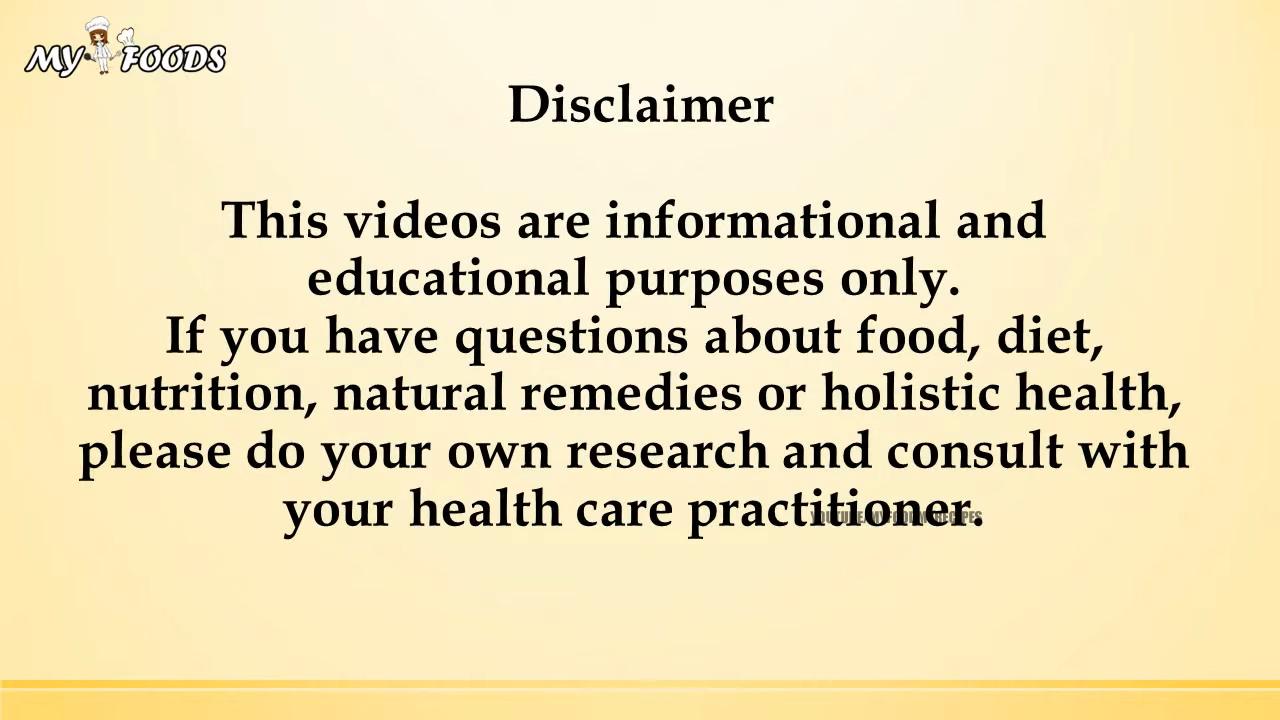 MY FOODS
Disclaimer
This videos are informational and
educational purposes only.
If you have questions about food, diet,
nutrition, natural remedies or holistic health,
please do your own research and consult with
your health care practitioner.